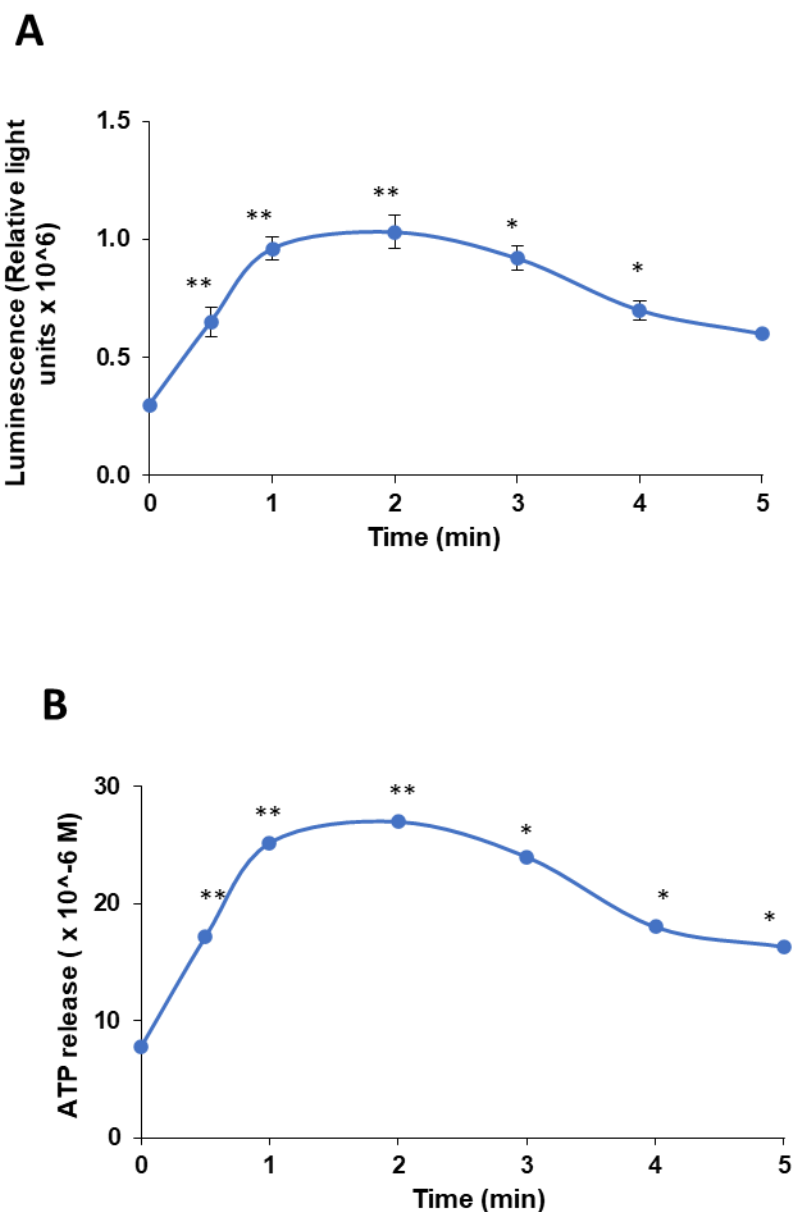 A
Luminescence (Relative light
units x 10^6)
1.5
1.0
0.5
0.0
**
**
**
*
*
0 1 2 3 4 5
Time (min)
B
ATP release ( x 10^-6 M)
30
20
10
0
**
**
**
*
*
*
0 1 2 3 4 5
Time (min)